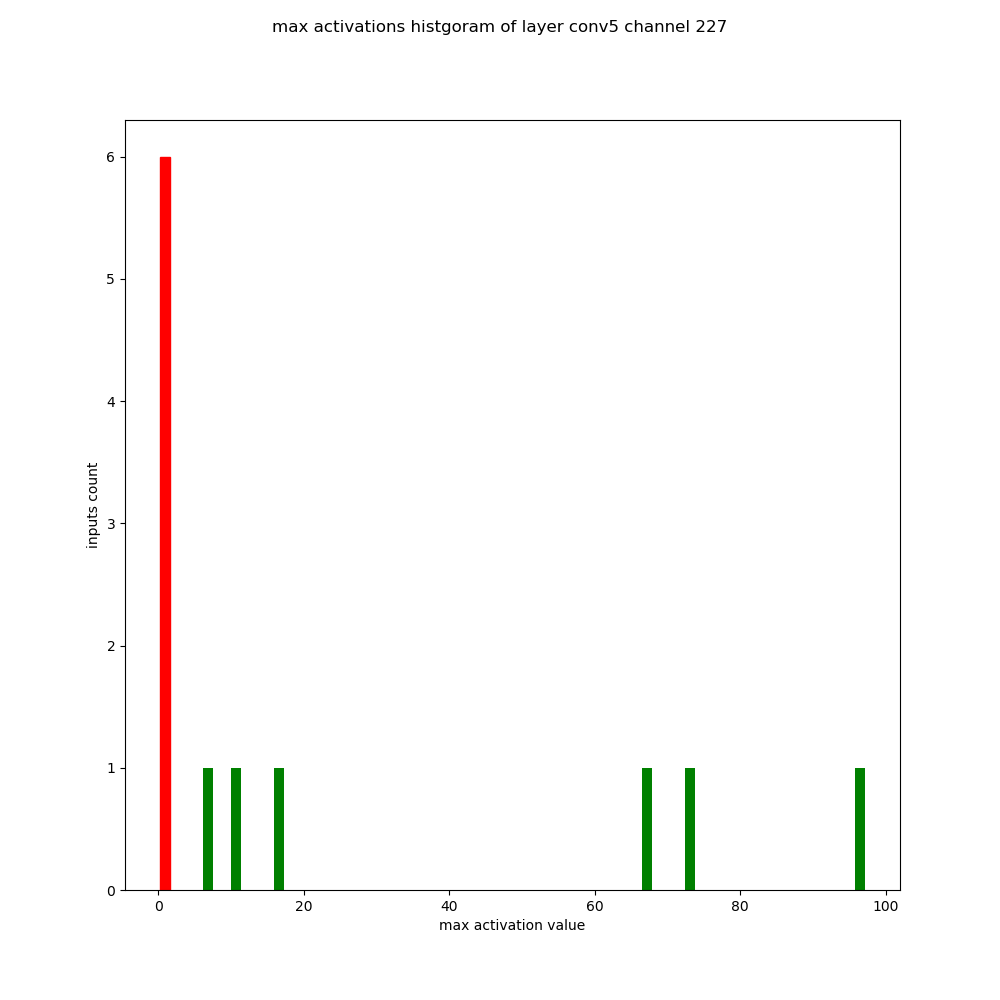 max activations histgoram of layer conv5 channel 227
6
5
4
3
2
1
0
inputs count
0 20 40 60 80 100
max activation value